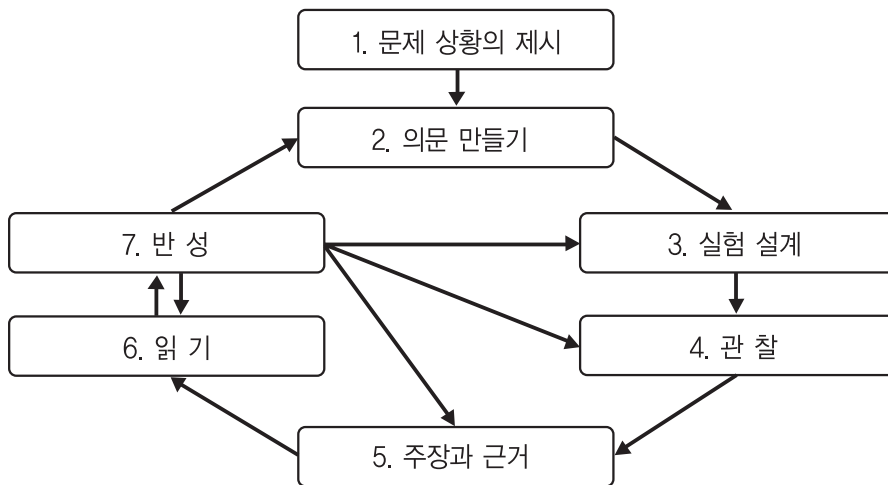 1. 문제 상황의 제시
2. 의문 만들기
7. 반 성
3. 실험 설계
6. 읽 기
4. 관 찰
5. 주장과 근거